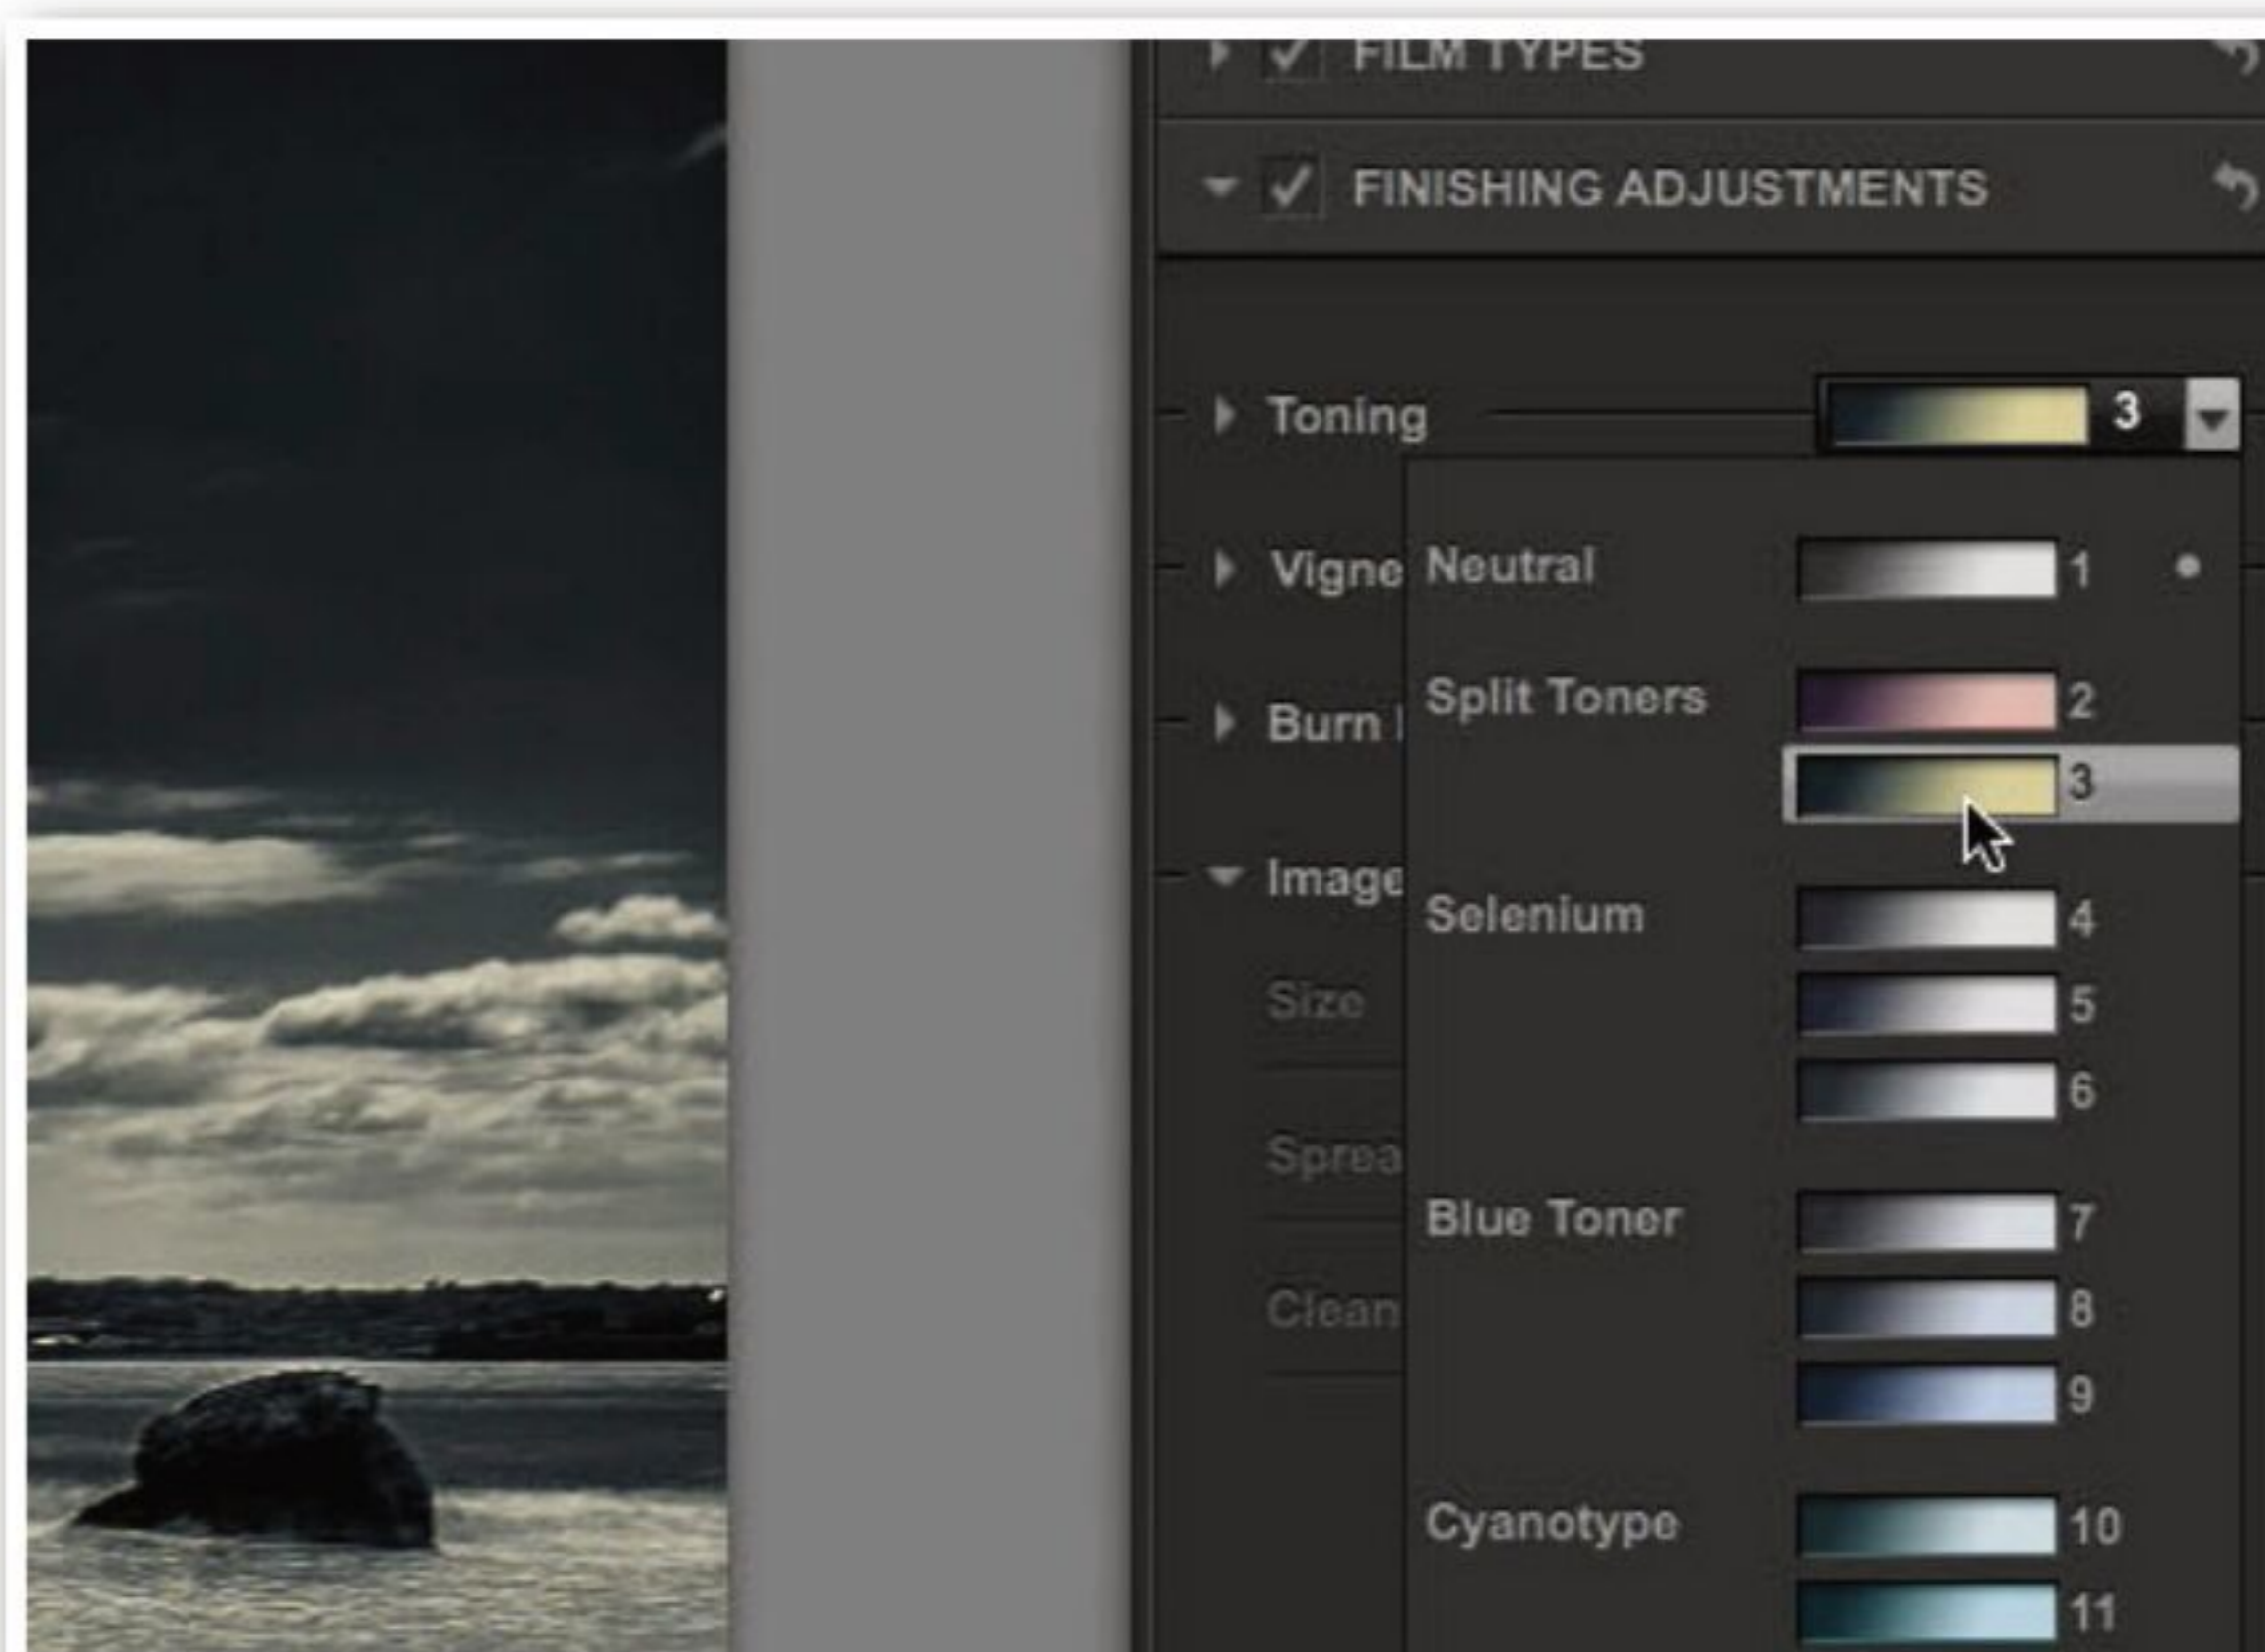 FILM TYPES
FINISHING ADJUSTMENTS
Toning 3
Vigne Neutral 1
Split Toners 2
Burn
3
Image
Selenium 4
Size 5
6
Sprea
Blue Toner 7
Clean 8
9
Cyanotype 10
11